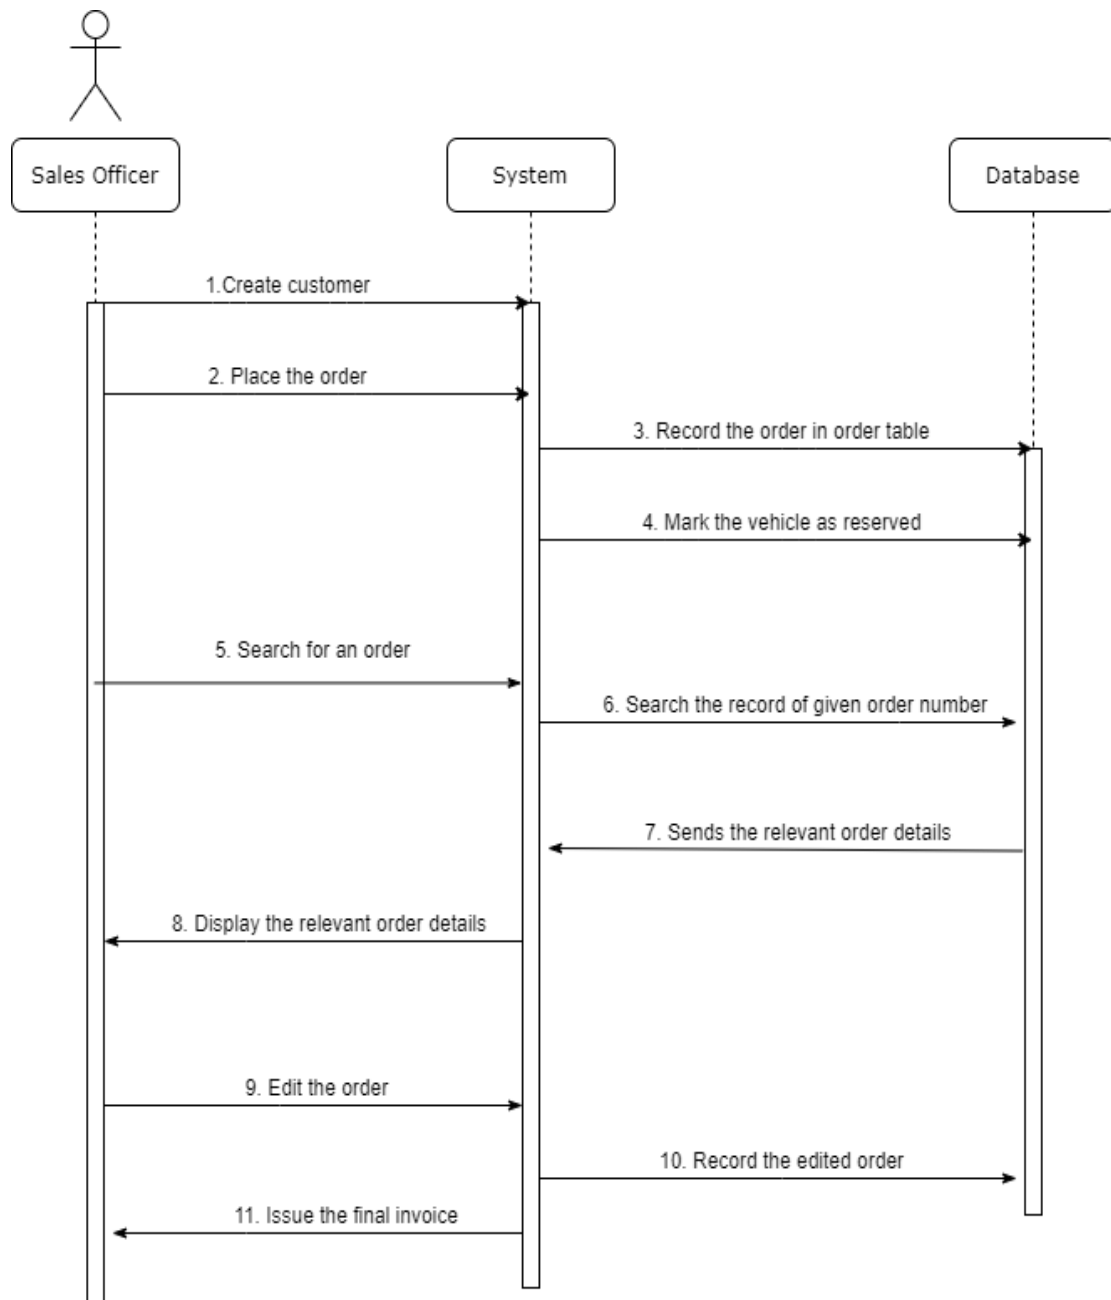 Sales Officer
System
Database
1.Create customer
2. Place the order
3. Record the order in order table
4. Mark the vehicle as reserved
5. Search for an order
6. Search the record of given order number
7. Sends the relevant order details
8. Display the relevant order details
9. Edit the order
10. Record the edited order
11. Issue the final invoice